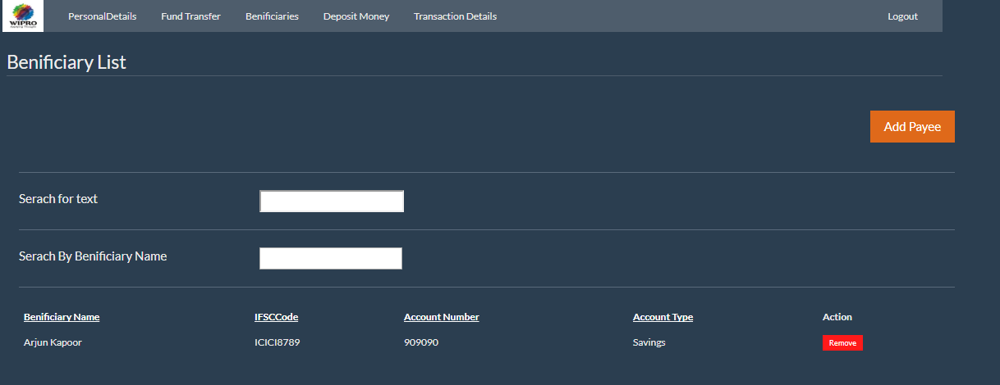 WIPRO
PersonalDetails Fund Transfer Benificiaries Deposit Money Transaction Details Logout
Benificiary List
Add Payee
Serach for text
Serach By Benificiary Name
Benificiary Name IFSCCode Account Number Account Type Action
Arjun Kapoor ICICI8789 909090 Savings Remove